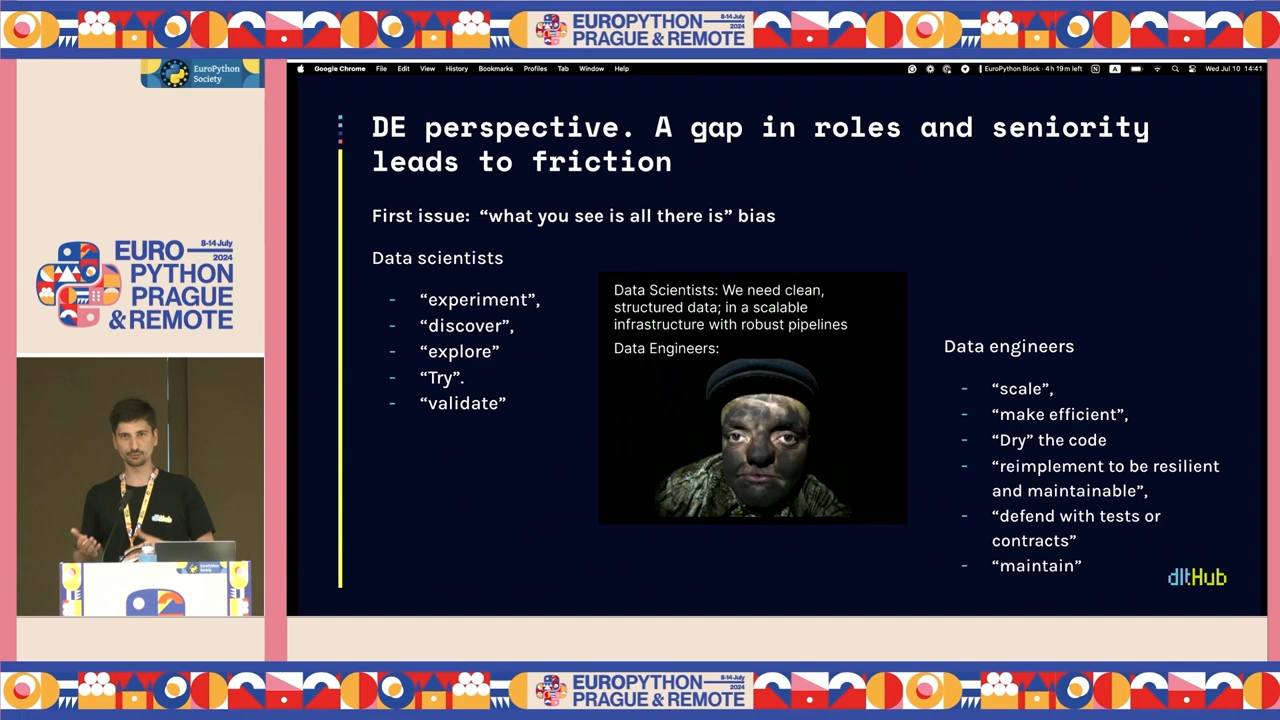 EUROPYTHON
8-14 July
2024
PRAGUE & REMOTE
EuroPython
Society
Google Chrome File Edit View History Bookmarks Profiles Tab Window Help
EuroPython Block · 4 h 19 m left
A
Wed Jul 10 14:41
DE perspective. A gap in roles and seniority
leads to friction
First issue: “what you see is all there is” bias
Data scientists
- “experiment”,
- “discover”,
- “explore”
- “Try”.
- “validate”
Data Scientists: We need clean,
structured data; in a scalable
infrastructure with robust pipelines
Data Engineers:
Data engineers
- “scale”,
- “make efficient”,
- “Dry” the code
- “reimplement to be resilient
and maintainable”,
- “defend with tests or
contracts”
- “maintain”
dltHub
EURO
8-14 July
2024
PYTHON
PRAGUE
& REMOTE
EUROPYTHON
8-14 July
2024
PRAGUE & REMOTE